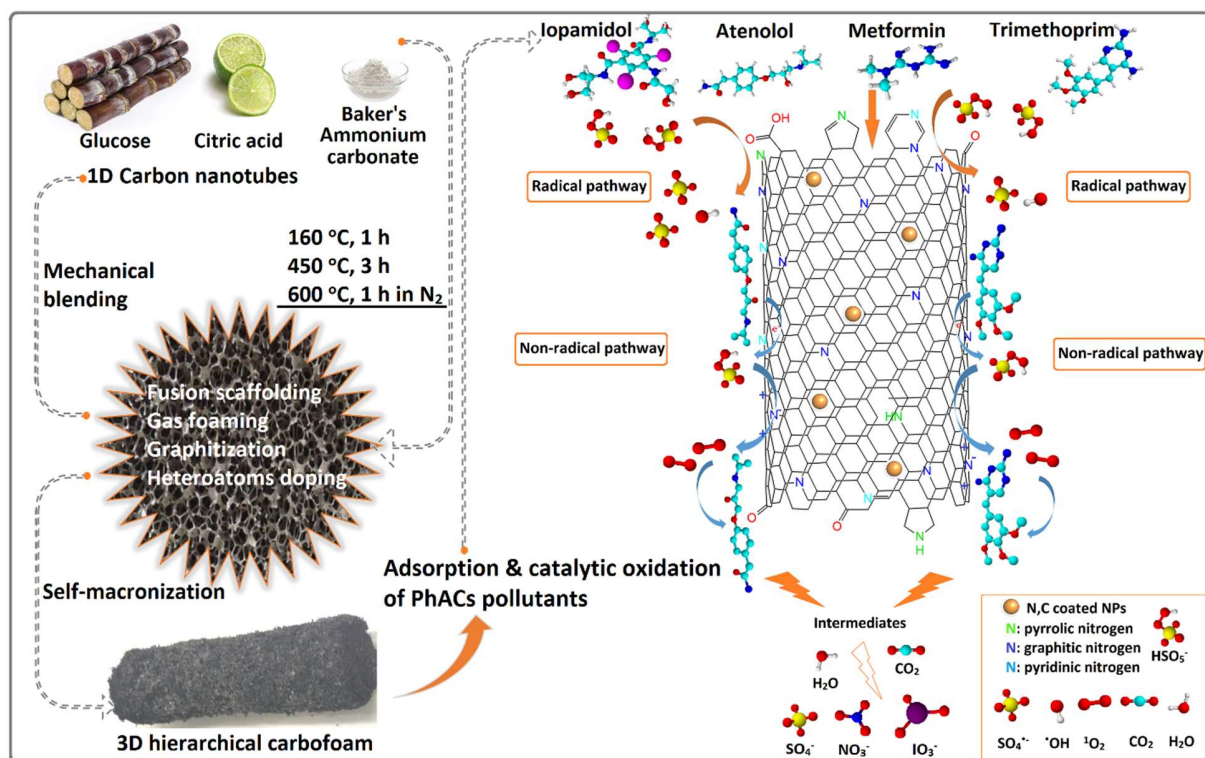 Glucose
Citric acid
1D Carbon nanotubes
Baker's
Ammonium
carbonate
Mechanical
blending
160 °C, 1 h
450 °C, 3 h
600 °C, 1 h in N₂
Fusion scaffolding
Gas foaming
Graphitization
Heteroatoms doping
Self-macronization
3D hierarchical carbofoam
Adsorption & catalytic oxidation
of PhACs pollutants
Iopamidol
Atenolol
Metformin
Trimethoprim
Radical pathway
Radical pathway
Non-radical pathway
Non-radical pathway
O
OH
N
N
N
O
N
N
N
N
N
N
N
N
N
N
e⁻
e⁻
N
N
N
HN
+
N⁻
+
+
N⁻
+
N
N
N
O
O
N
H
Intermediates
H₂O
CO₂
SO₄⁻
NO₃⁻
IO₃⁻
N,C coated NPs
N: pyrrolic nitrogen
N: graphitic nitrogen
N: pyridinic nitrogen
HSO₅⁻
SO₄•⁻
•OH
¹O₂
CO₂
H₂O